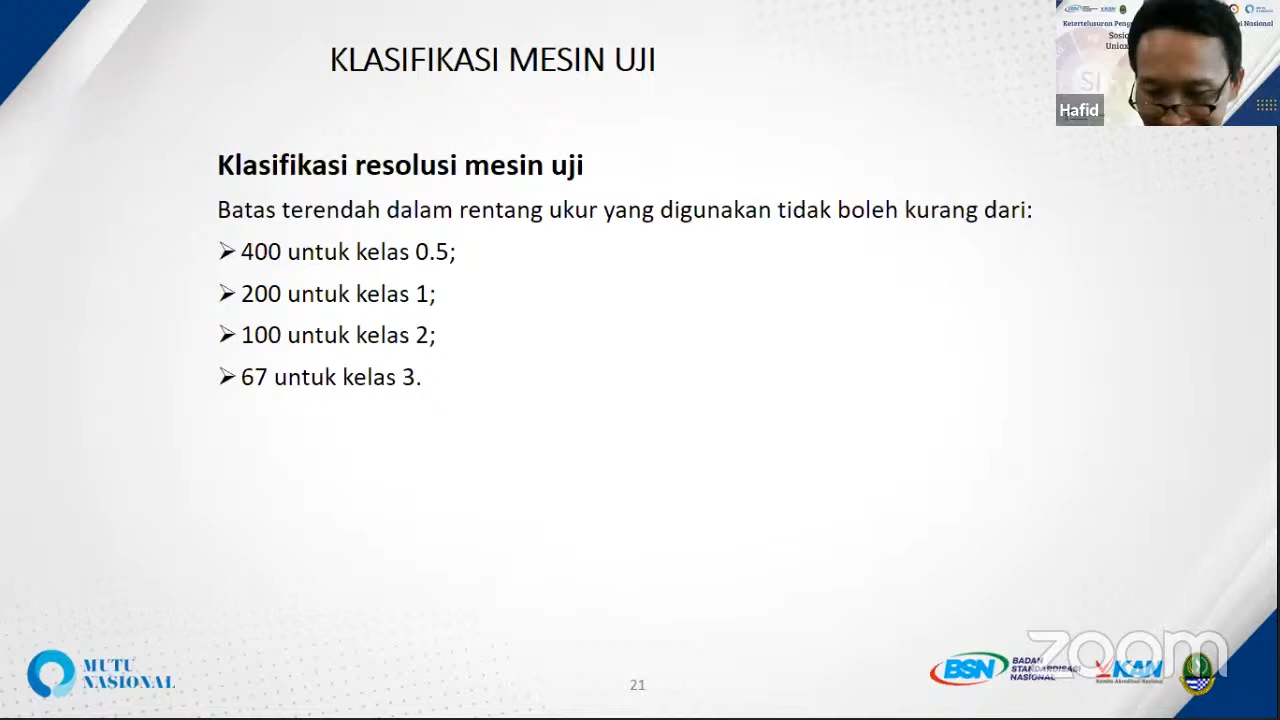 KLASIFIKASI MESIN UJI
Ketertelusuran
Nasional
Hafid
Klasifikasi resolusi mesin uji
Batas terendah dalam rentang ukur yang digunakan tidak boleh kurang dari:
400 untuk kelas 0.5;
200 untuk kelas 1;
100 untuk kelas 2;
67 untuk kelas 3.
MUTU
NASIONAL
21
BSN
BADAN
STANDARDISASI
NASIONAL
KAN
Komite Akreditasi Nasional
zoom